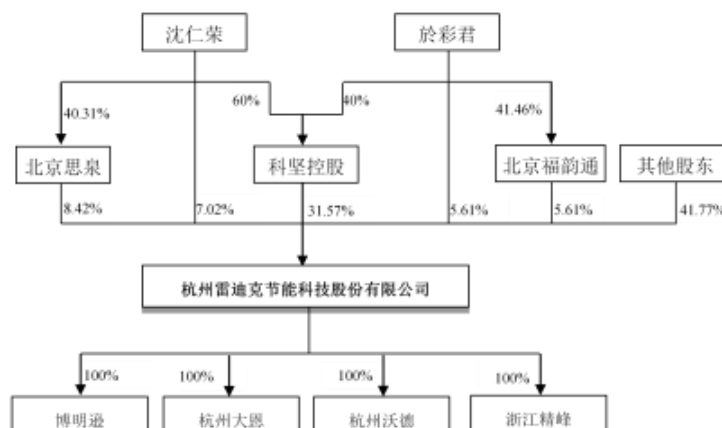 沈仁荣 於彩君
40.31% 60% 40% 41.46%
北京思泉 科坚控股 北京福韵通 其他股东
8.42% 7.02% 31.57% 5.61% 5.61% 41.77%
杭州雷迪克节能科技股份有限公司
100% 100% 100% 100%
博明逊 杭州大恩 杭州沃德 浙江精峰